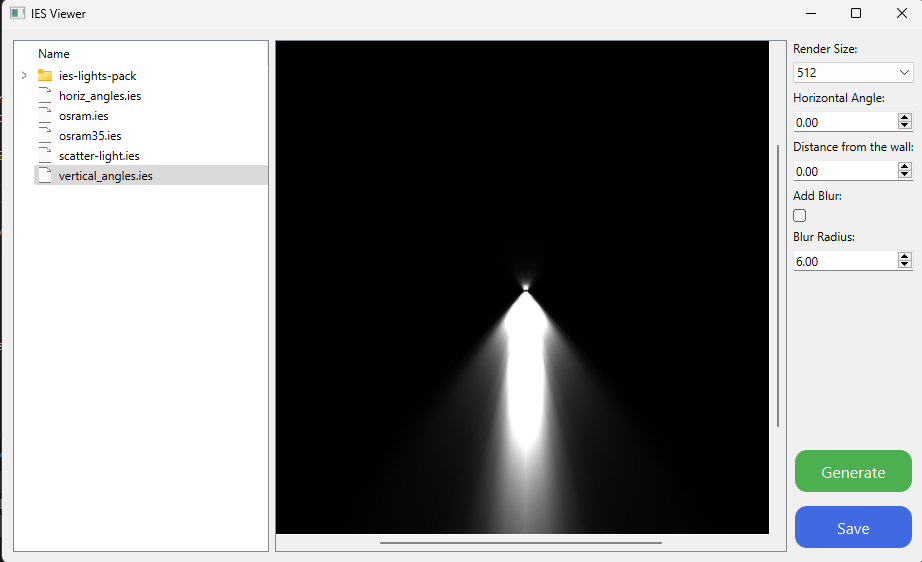 IES Viewer
Name
ies-lights-pack
horiz_angles.ies
osram.ies
osram35.ies
scatter-light.ies
vertical_angles.ies
Render Size:
512
Horizontal Angle:
0.00
Distance from the wall:
0.00
Add Blur:
Blur Radius:
6.00
Generate
Save